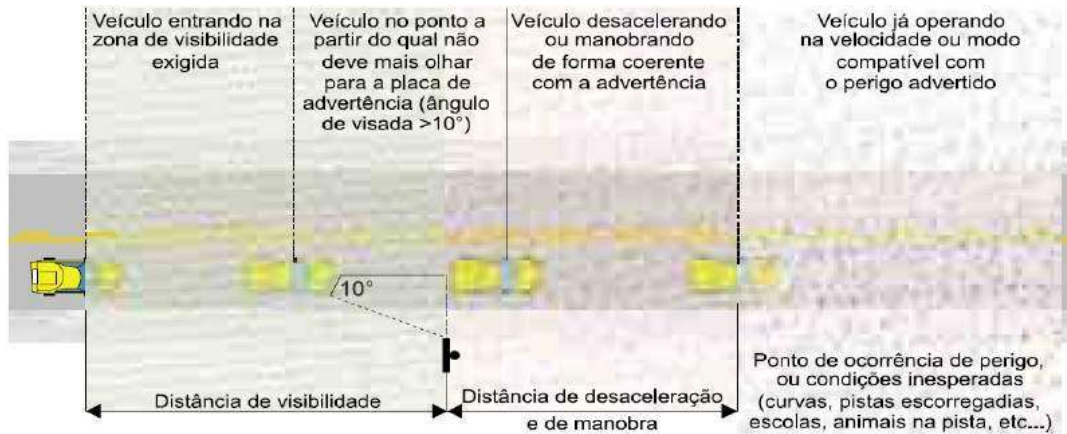 Veículo entrando na
zona de visibilidade
exigida
Veículo no ponto a
partir do qual não
deve mais olhar
para a placa de
advertência (ângulo
de visada >10°)
Veículo desacelerando
ou manobrando
de forma coerente
com a advertência
Veículo já operando
na velocidade ou modo
compatível com
o perigo advertido
10°
Distância de visibilidade
Distância de desaceleração
e de manobra
Ponto de ocorrência de perigo,
ou condições inesperadas
(curvas, pistas escorregadias,
escolas, animais na pista, etc...)